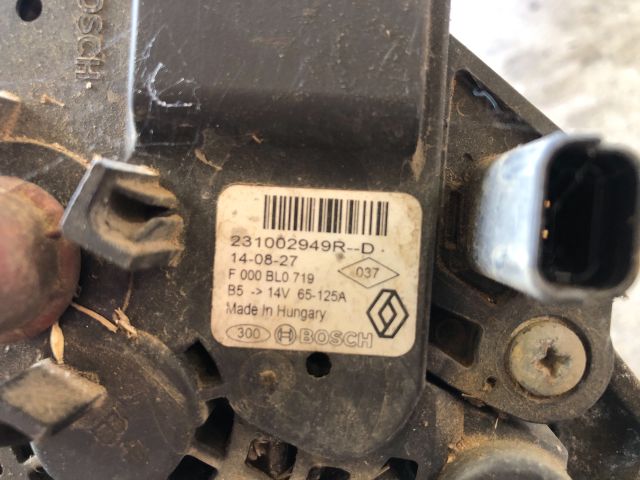 BOSCH
231002949R--D
14-08-27
F 000 BL0 719
037
B5 -> 14V 65-125A
Made in Hungary
300 BOSCH